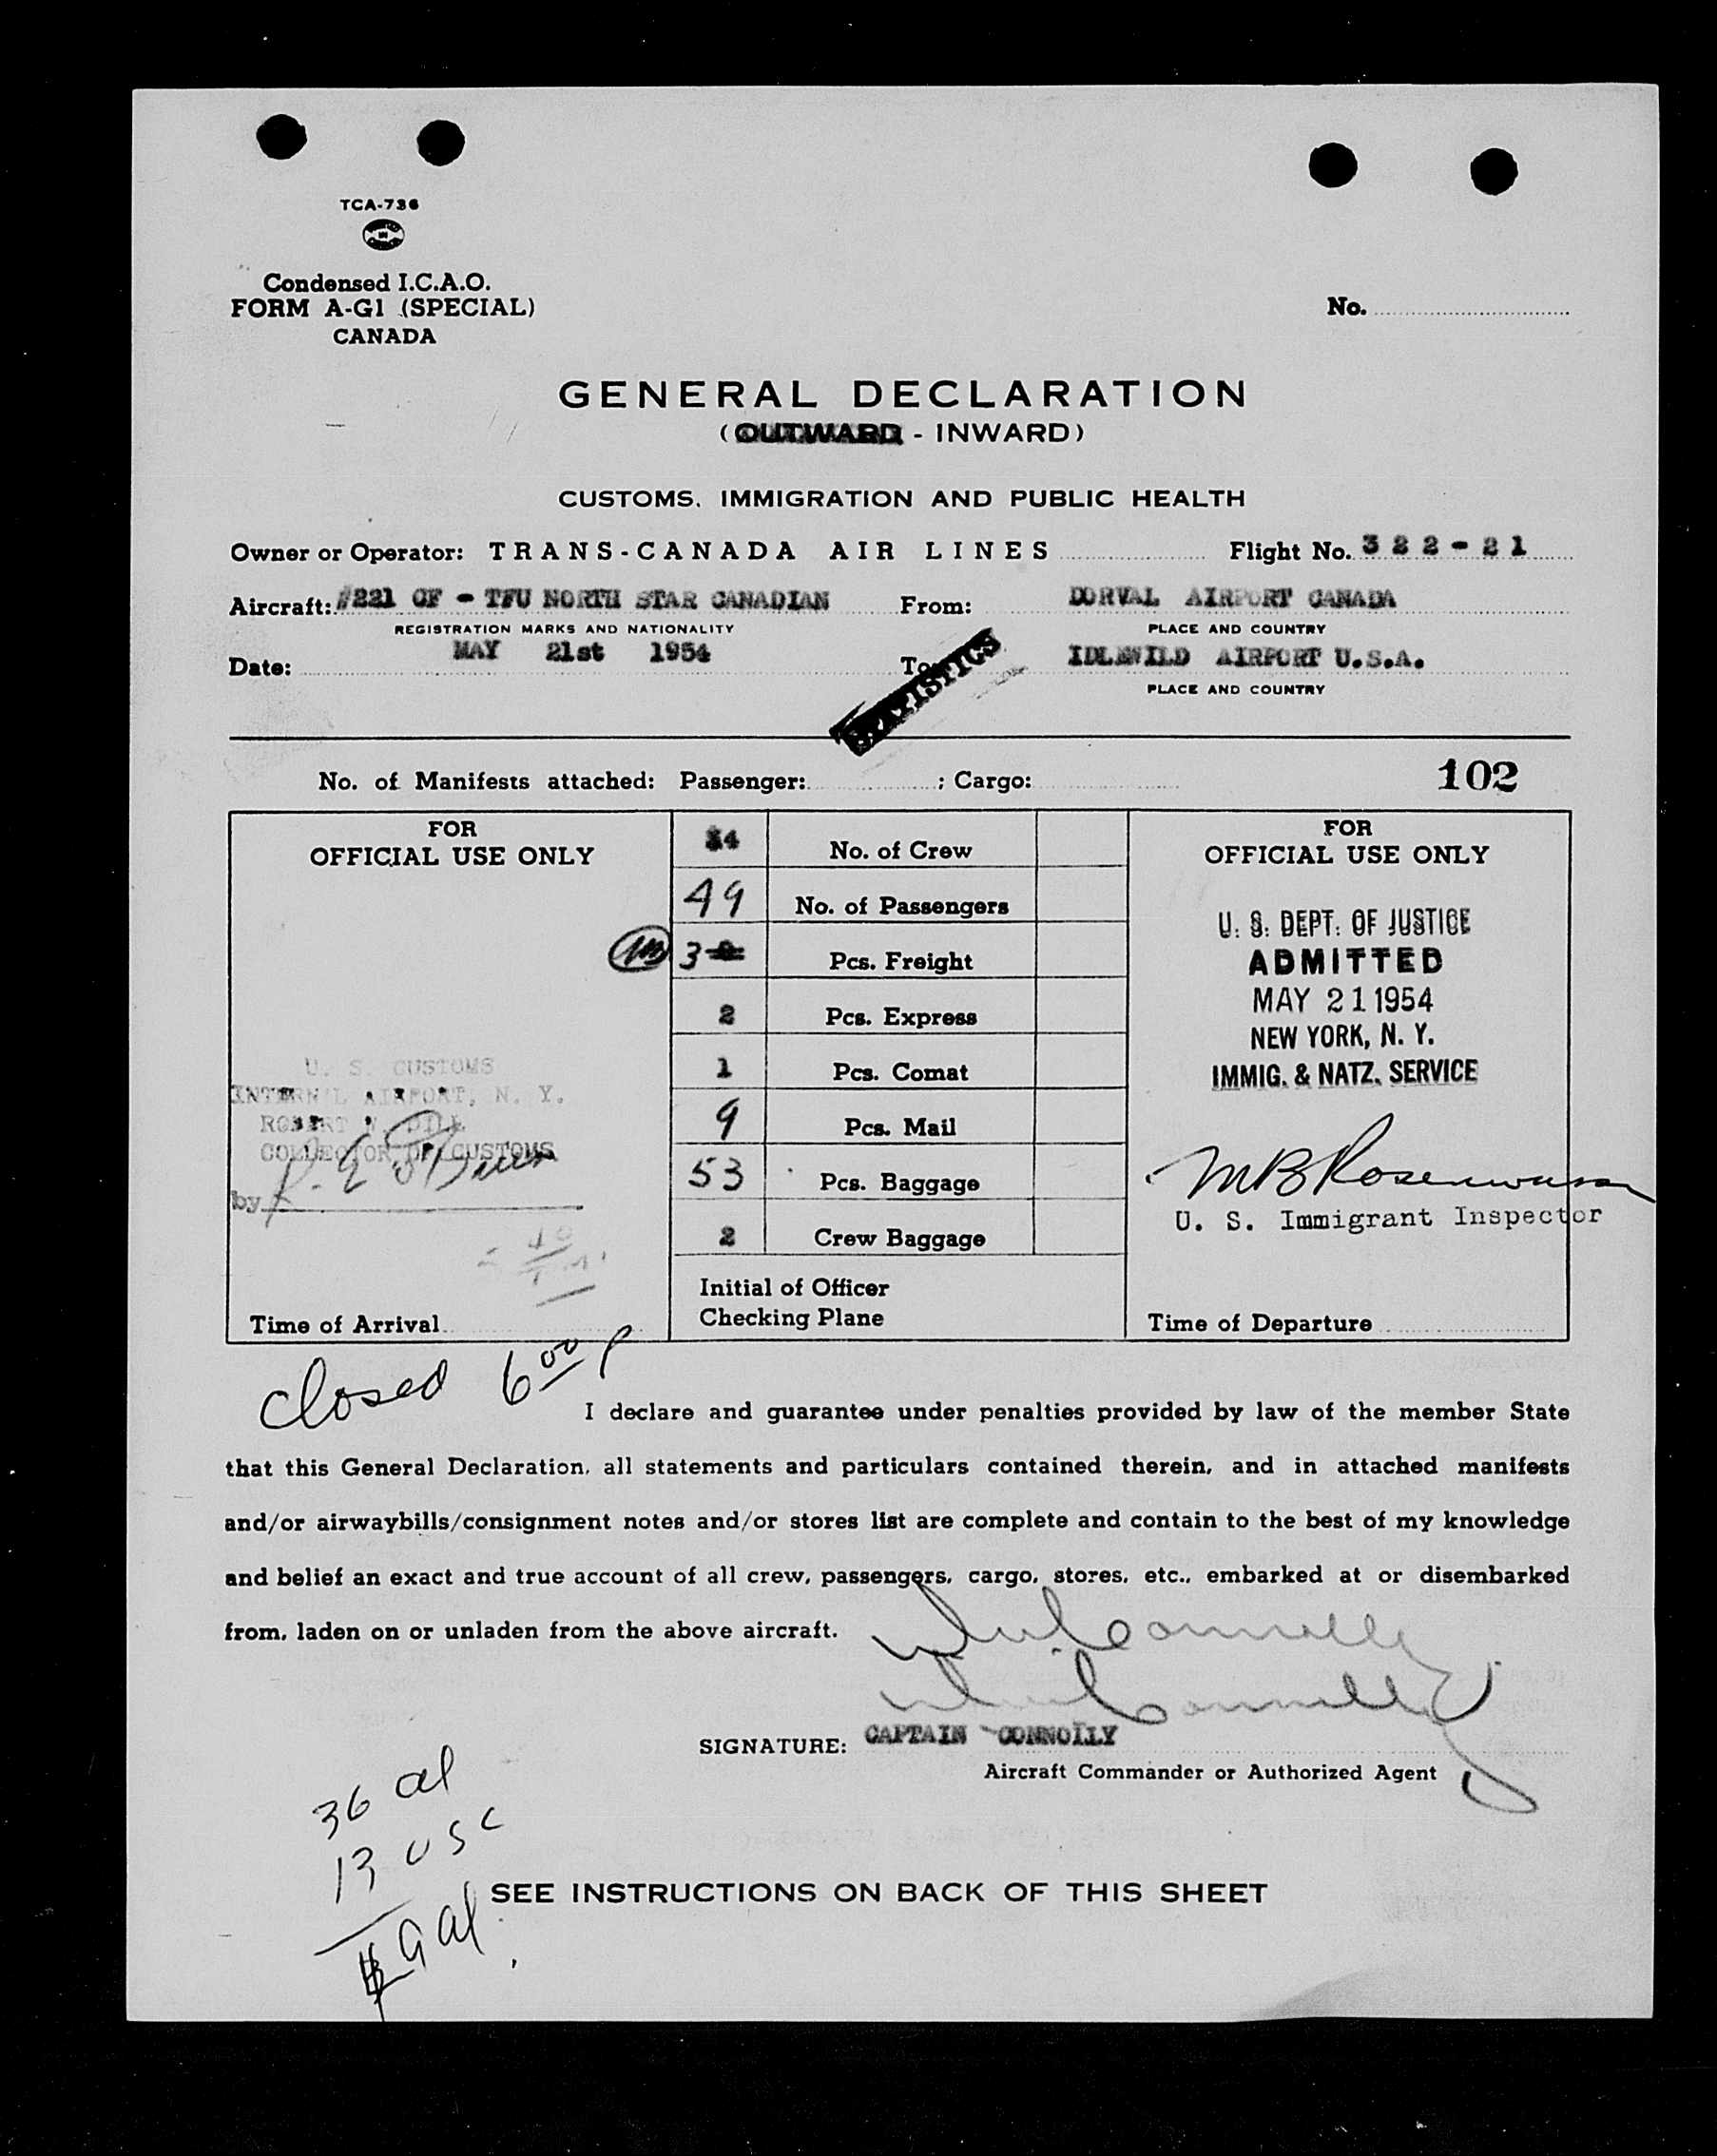 TCA-736
Condensed I.C.A.O.
FORM A-G1 (SPECIAL)
CANADA
No.
GENERAL DECLARATION
(OUTWARD - INWARD)
CUSTOMS, IMMIGRATION AND PUBLIC HEALTH
Owner or Operator: TRANS-CANADA AIR LINES Flight No. 322-21
Aircraft: #221 CF - TFU NORTH STAR CANADIAN From: DORVAL AIRPORT CANADA
REGISTRATION MARKS AND NATIONALITY PLACE AND COUNTRY
Date: MAY 21st 1954 To: IDLEWILD AIRPORT U.S.A.
PLACE AND COUNTRY
STATISTICS
No. of Manifests attached: Passenger: ; Cargo: 102
FOR
OFFICIAL USE ONLY
U. S. CUSTOMS
INTERN'L AIRPORT, N. Y.
ROBERT W. DILL
COLLECTOR OF CUSTOMS
by
Time of Arrival
4 No. of Crew
49 No. of Passengers
3 Pcs. Freight
2 Pcs. Express
1 Pcs. Comat
9 Pcs. Mail
53 Pcs. Baggage
2 Crew Baggage
Initial of Officer
Checking Plane
FOR
OFFICIAL USE ONLY
U. S. DEPT. OF JUSTICE
ADMITTED
MAY 21 1954
NEW YORK, N. Y.
IMMIG. & NATZ. SERVICE
U. S. Immigrant Inspector
Time of Departure
closed 6 00 P
I declare and guarantee under penalties provided by law of the member State
that this General Declaration, all statements and particulars contained therein, and in attached manifests
and/or airwaybills/consignment notes and/or stores list are complete and contain to the best of my knowledge
and belief an exact and true account of all crew, passengers, cargo, stores, etc., embarked at or disembarked
from, laden on or unladen from the above aircraft.
SIGNATURE: CAPTAIN CONNOLLY
Aircraft Commander or Authorized Agent
36 al
13 USC
SEE INSTRUCTIONS ON BACK OF THIS SHEET